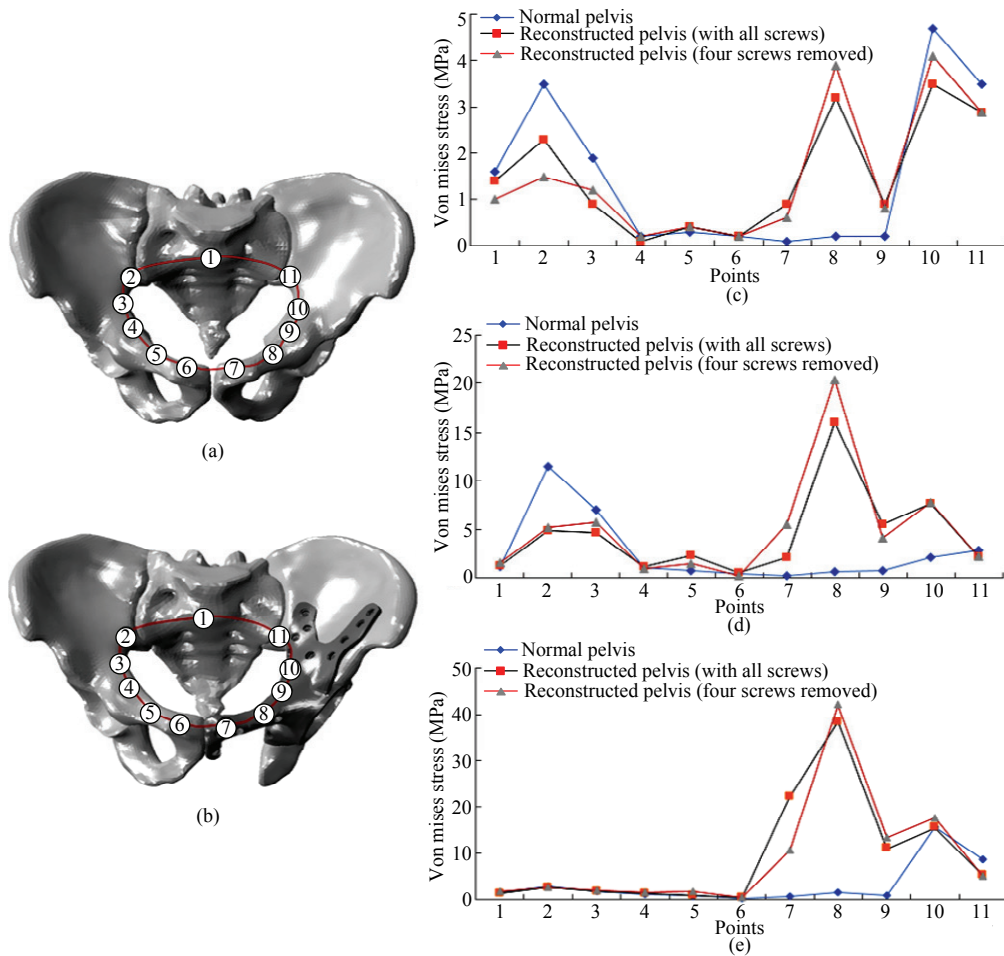 1
2
11
3
10
4
9
5
8
6
7
(a)
1
2
11
3
10
4
9
5
8
6
7
(b)
Normal pelvis
Reconstructed pelvis (with all screws)
Reconstructed pelvis (four screws removed)
Von mises stress (MPa)
5
4
3
2
1
0
1 2 3 4 5 6 7 8 9 10 11
Points
(c)
Normal pelvis
Reconstructed pelvis (with all screws)
Reconstructed pelvis (four screws removed)
Von mises stress (MPa)
25
20
15
10
5
0
1 2 3 4 5 6 7 8 9 10 11
Points
(d)
Normal pelvis
Reconstructed pelvis (with all screws)
Reconstructed pelvis (four screws removed)
Von mises stress (MPa)
50
40
30
20
10
0
1 2 3 4 5 6 7 8 9 10 11
Points
(e)